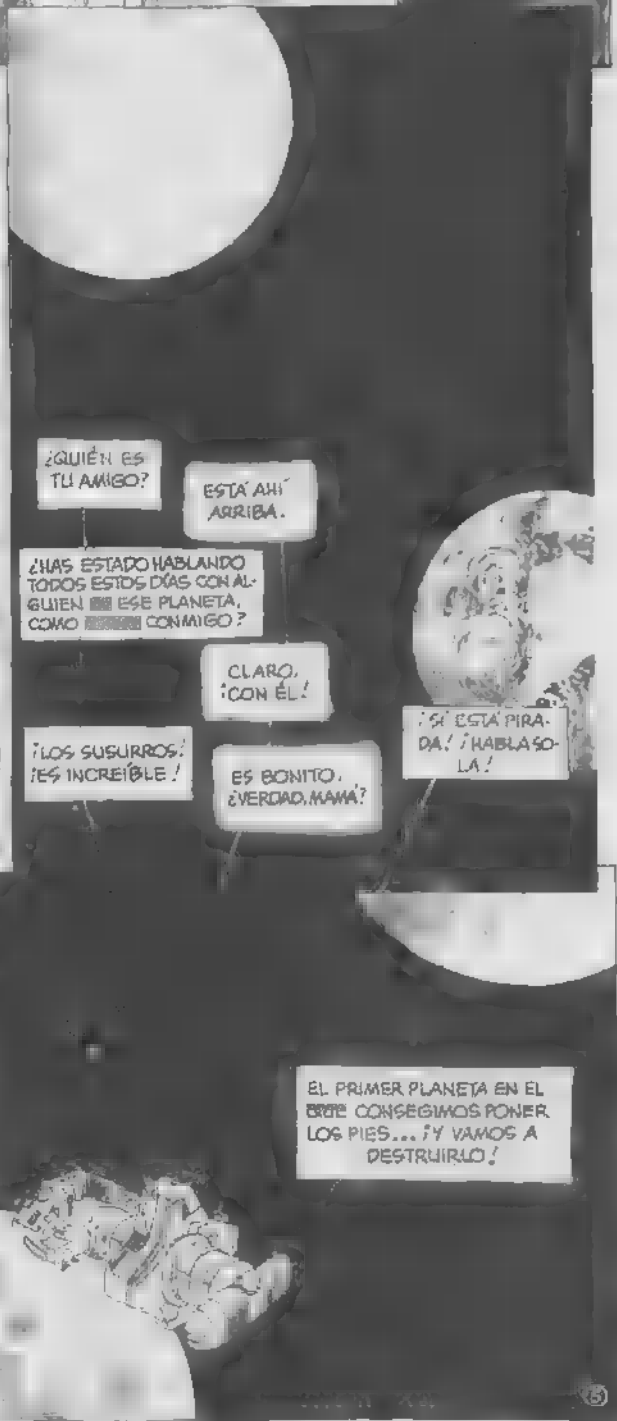 ¿QUIÉN ES
TU AMIGO?
ESTÁ AHÍ
ARRIBA.
¿HAS ESTADO HABLANDO
TODOS ESTOS DÍAS CON AL-
GUIEN ESE PLANETA,
COMO CONMIGO?
CLARO,
¡CON ÉL!
¡LOS SUSURROS!
¡ES INCREÍBLE!
ES BONITO,
¿VERDAD, MAMÁ?
¡SÍ ESTÁ PIRA-
DA! ¡HABLA SO-
LA!
EL PRIMER PLANETA EN EL
CONSEGIMOS PONER
LOS PIES... ¡Y VAMOS A
DESTRUIRLO!